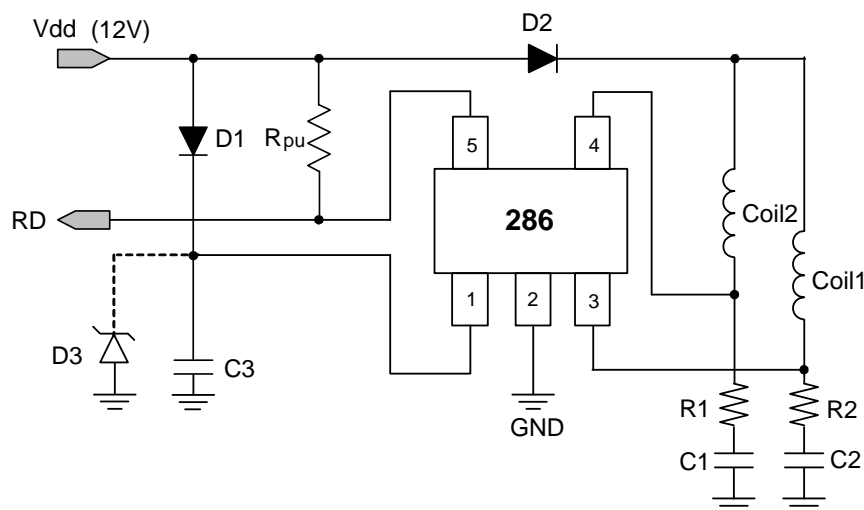 Vdd (12V)
D2
D1
Rpu
5
4
RD
286
Coil2
Coil1
1
2
3
D3
C3
GND
R1
R2
C1
C2